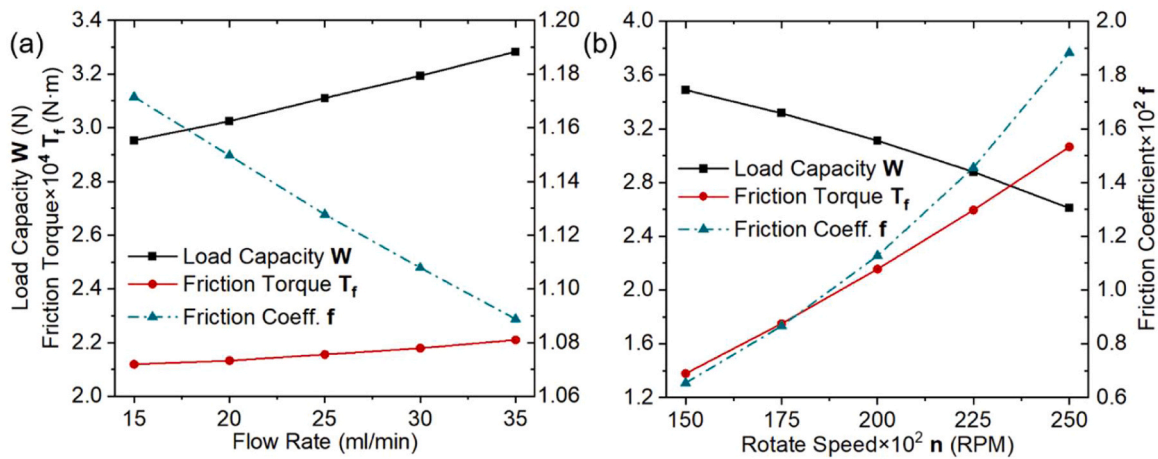 (a)
Load Capacity W (N)
Friction Torque×10⁴ T_f (N·m)
3.4
3.2
3.0
2.8
2.6
2.4
2.2
2.0
Load Capacity W
Friction Torque T_f
Friction Coeff. f
1.20
1.18
1.16
1.14
1.12
1.10
1.08
1.06
15 20 25 30 35
Flow Rate (ml/min)
(b)
4.0
3.6
3.2
2.8
2.4
2.0
1.6
1.2
Load Capacity W
Friction Torque T_f
Friction Coeff. f
2.0
1.8
1.6
1.4
1.2
1.0
0.8
0.6
Friction Coefficient×10² f
150 175 200 225 250
Rotate Speed×10² n (RPM)